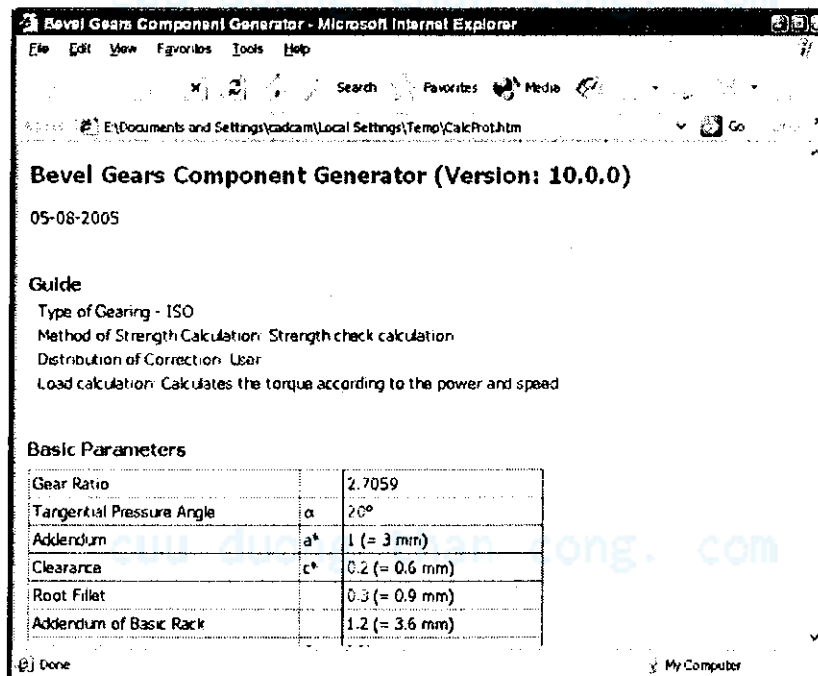 Bevel Gears Component Generator - Microsoft Internet Explorer
File Edit View Favorites Tools Help
Search Favorites Media
E:\Documents and Settings\cadcam\Local Settings\Temp\CalcProt.htm Go
Bevel Gears Component Generator (Version: 10.0.0)
05-08-2005
Guide
Type of Gearing - ISO
Method of Strength Calculation: Strength check calculation
Distribution of Correction: User
Load calculation: Calculates the torque according to the power and speed
Basic Parameters
Gear Ratio 2.7059
Tangential Pressure Angle α 20°
Addendum a* 1 (= 3 mm)
Clearance c* 0.2 (= 0.6 mm)
Root Fillet 0.3 (= 0.9 mm)
Addendum of Basic Rack 1.2 (= 3.6 mm)
cuu duong than cong. com
Done My Computer